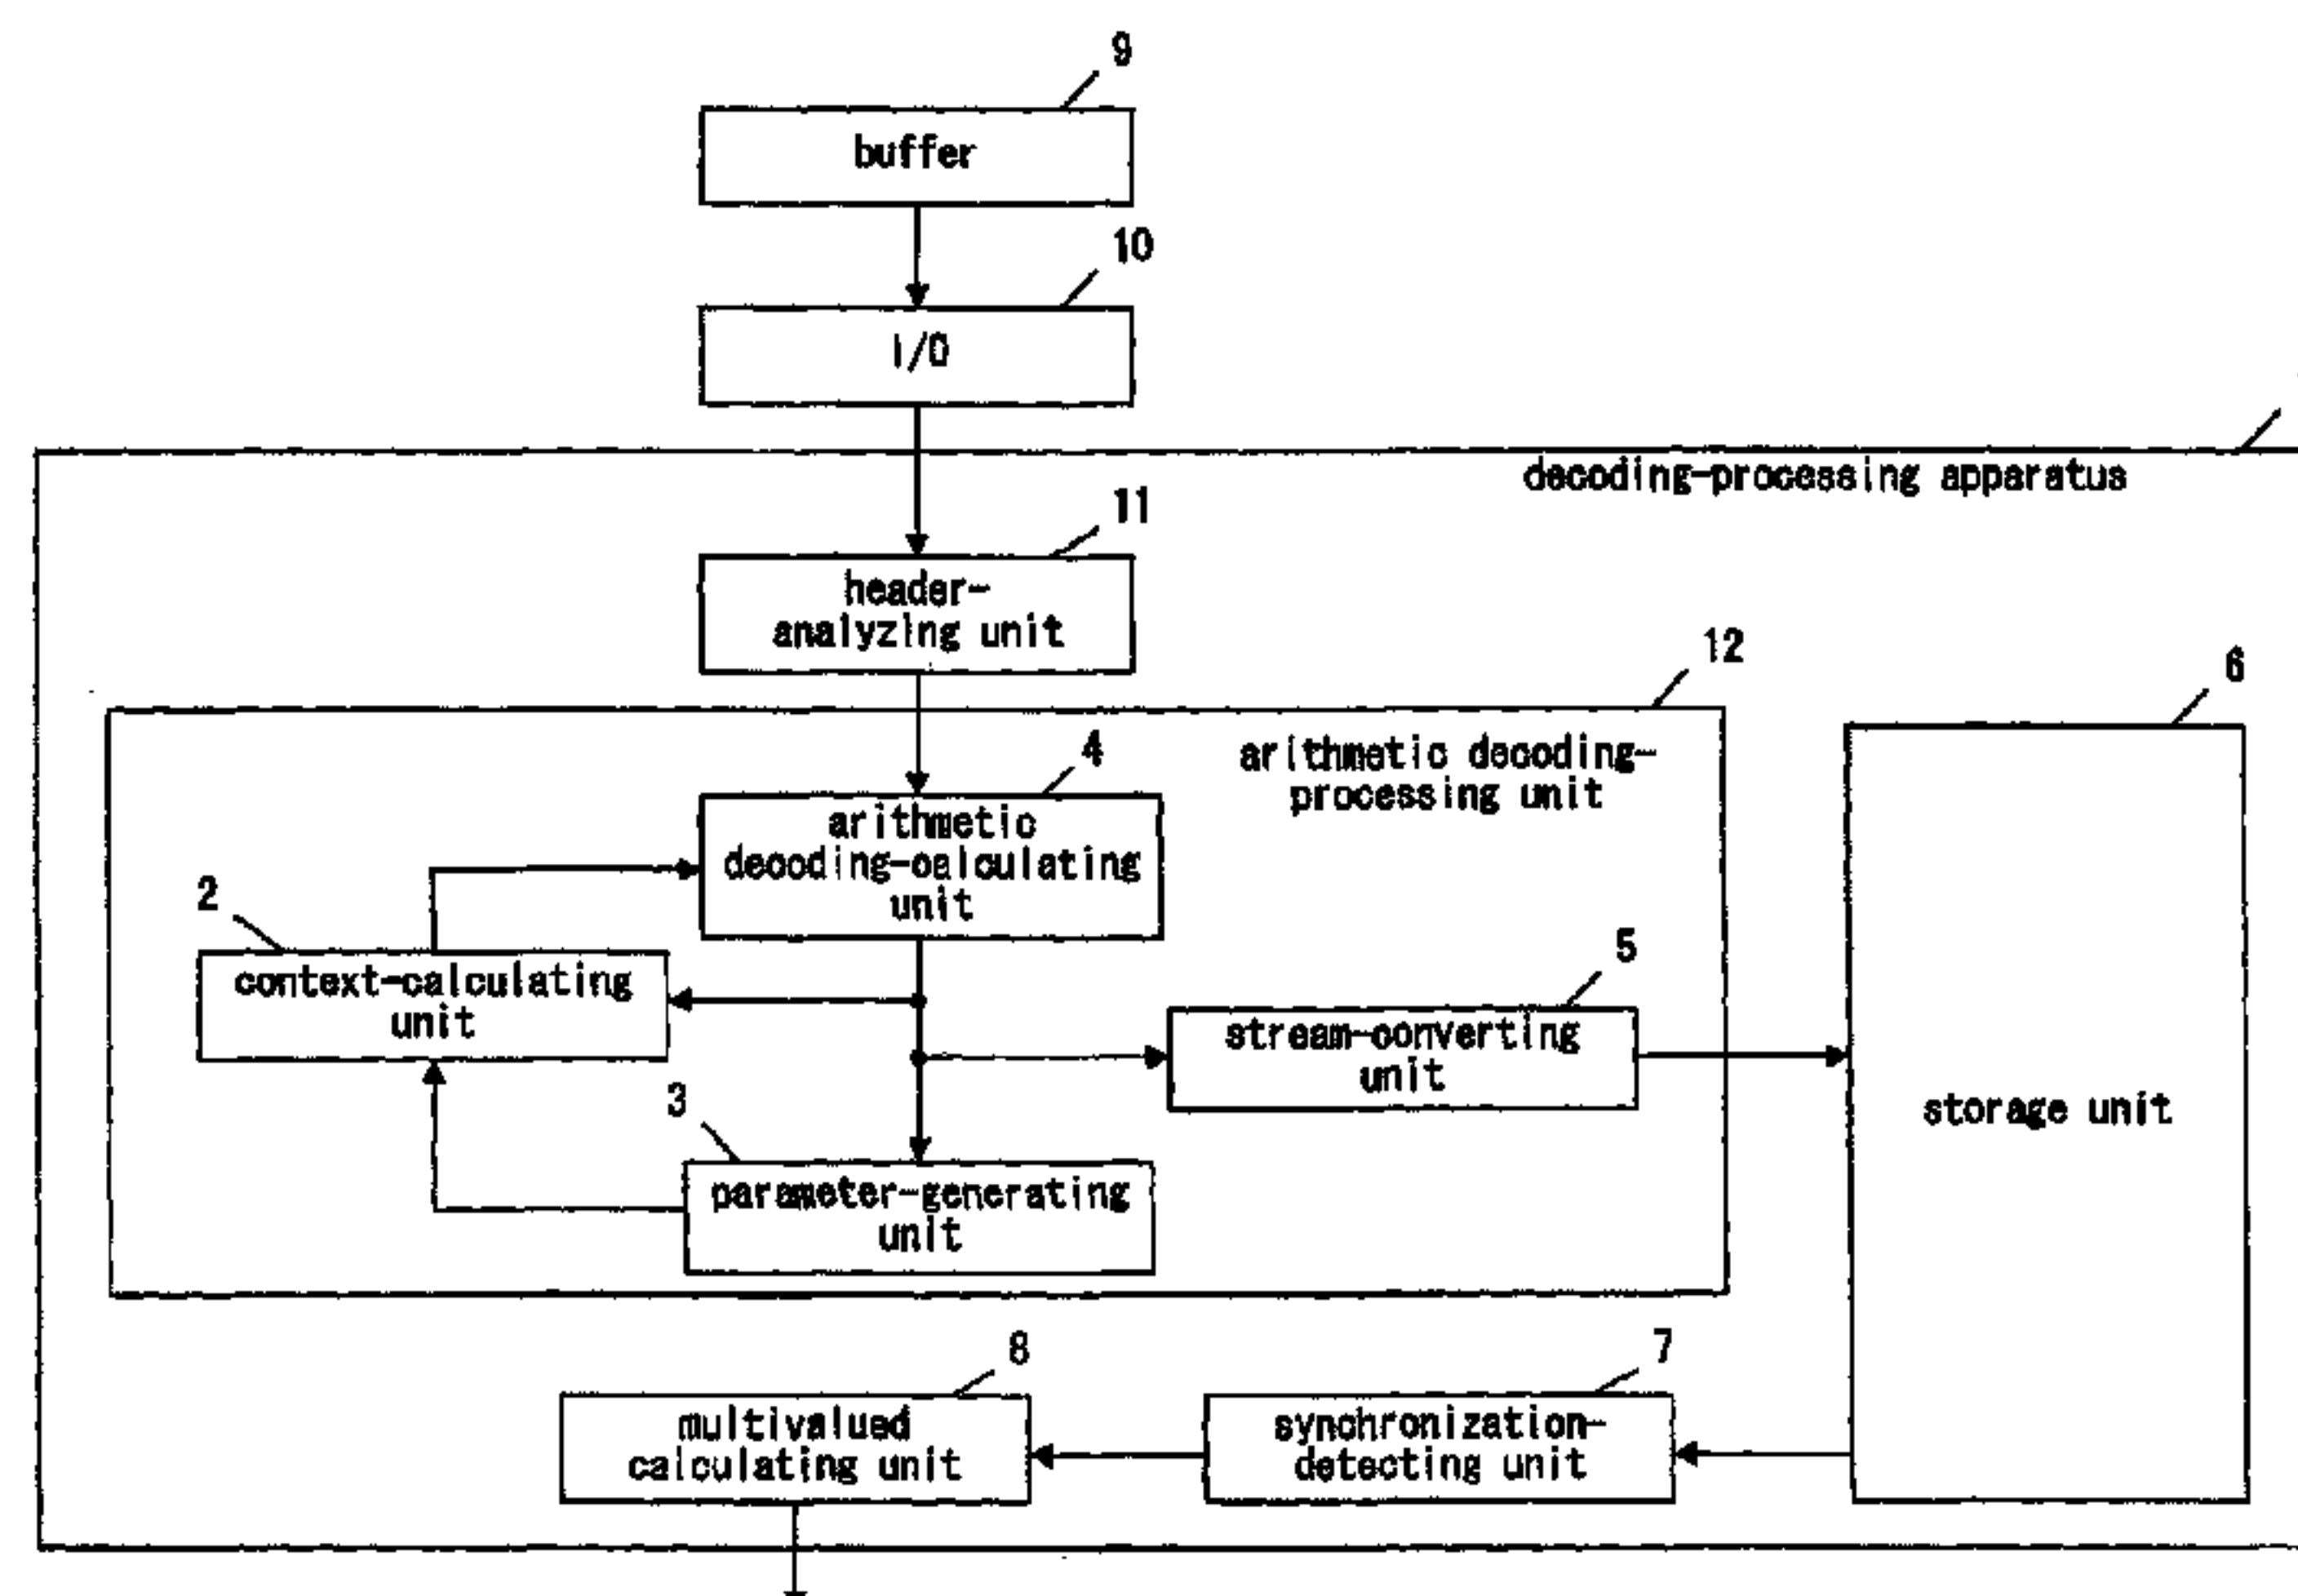 9
buffer
10
I/O
decoding-processing apparatus
11
header-
analyzing unit
12
6
arithmetic decoding-
processing unit
4
arithmetic
decoding-calculating
unit
2
context-calculating
unit
5
stream-converting
unit
storage unit
3
parameter-generating
unit
8
multivalued
calculating unit
7
synchronization-
detecting unit